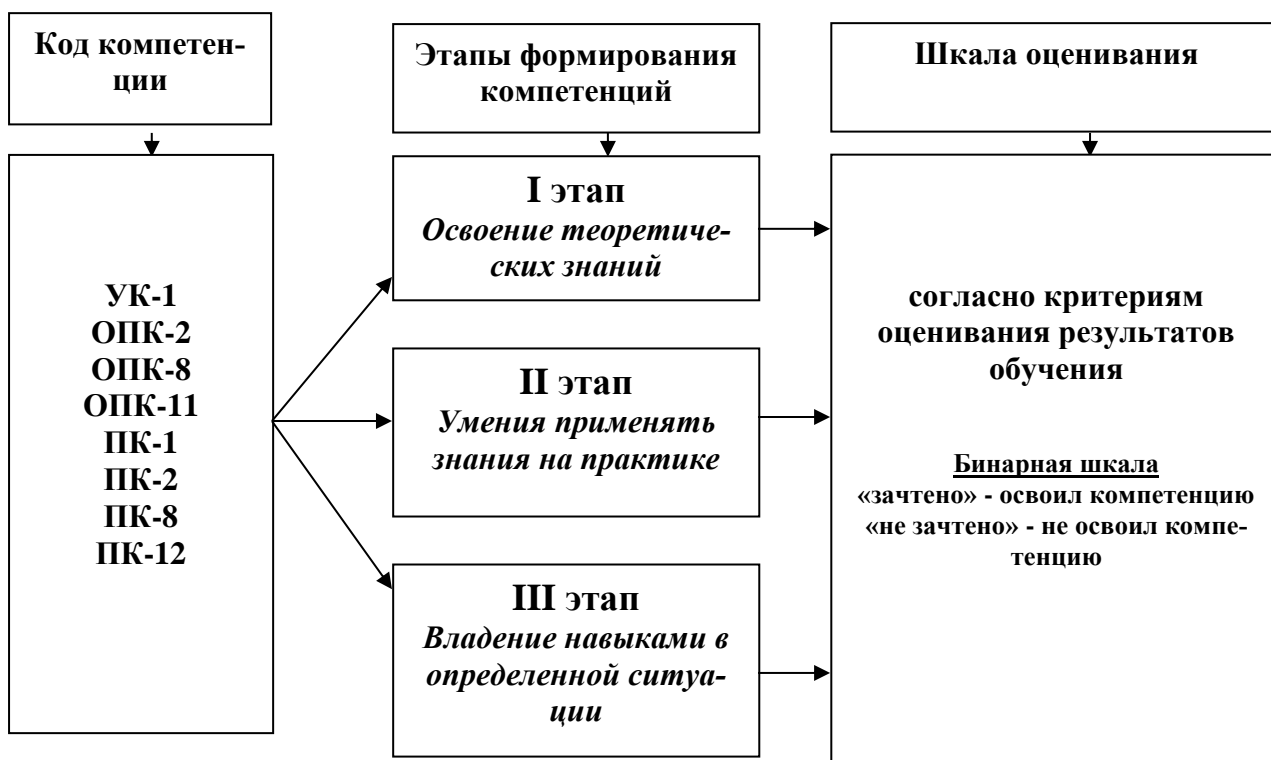 Код компетен-
ции
Этапы формирования
компетенций
Шкала оценивания
УК-1
ОПК-2
ОПК-8
ОПК-11
ПК-1
ПК-2
ПК-8
ПК-12
I этап
Освоение теоретиче-
ских знаний
II этап
Умения применять
знания на практике
III этап
Владение навыками в
определенной ситуа-
ции
согласно критериям
оценивания результатов
обучения
Бинарная шкала
«зачтено» - освоил компетенцию
«не зачтено» - не освоил компе-
тенцию